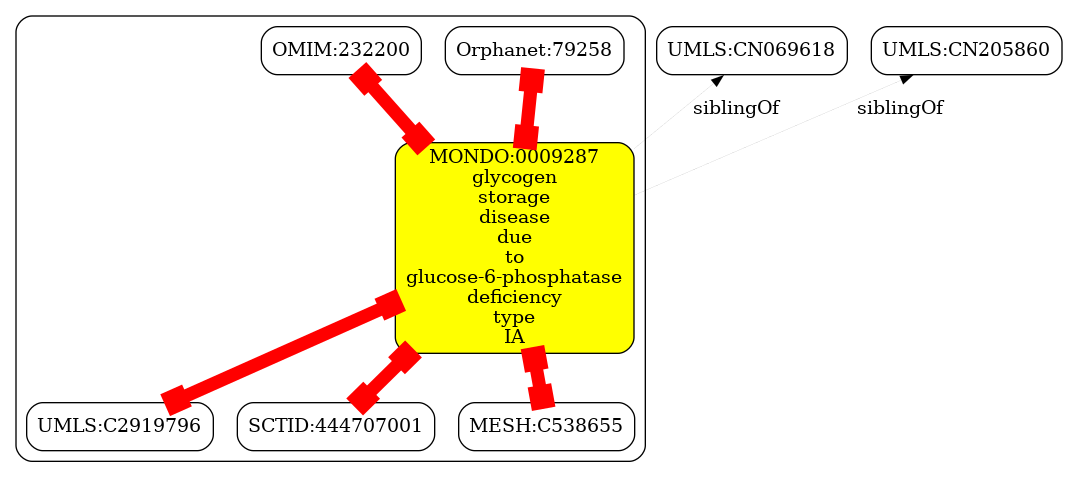 OMIM:232200
Orphanet:79258
UMLS:CN069618
UMLS:CN205860
siblingOf
siblingOf
MONDO:0009287
glycogen
storage
disease
due
to
glucose-6-phosphatase
deficiency
type
IA
UMLS:C2919796
SCTID:444707001
MESH:C538655